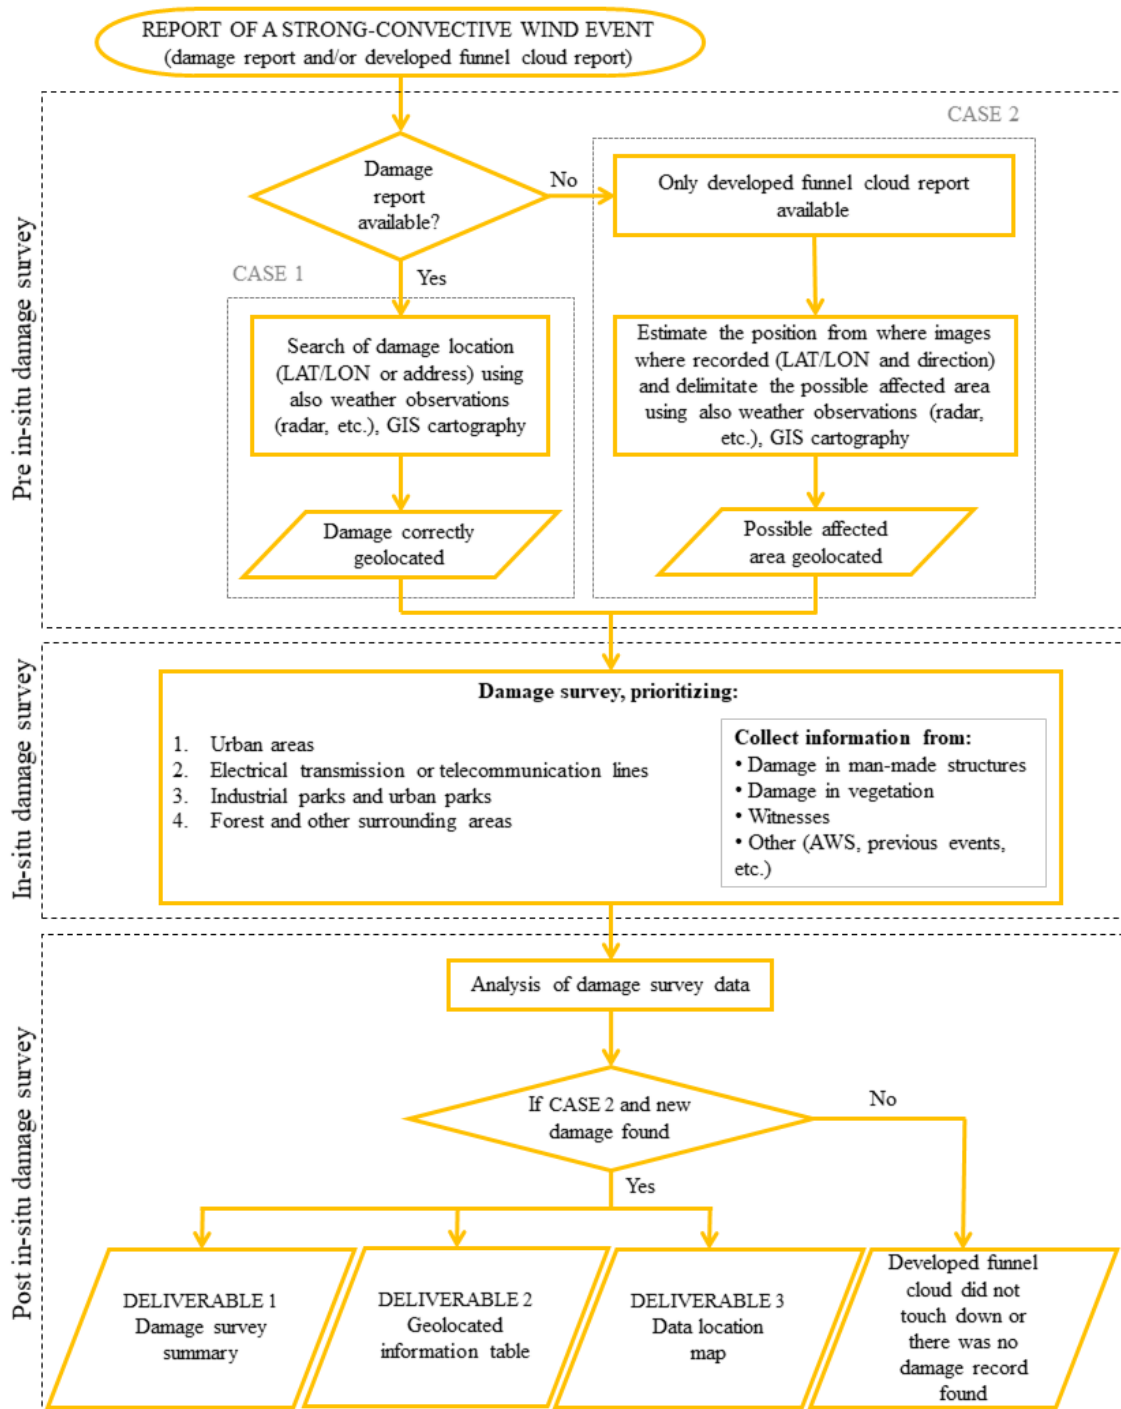 REPORT OF A STRONG-CONVECTIVE WIND EVENT
(damage report and/or developed funnel cloud report)
Pre in-situ damage survey
CASE 2
Damage
report
available?
No
Only developed funnel cloud report
available
CASE 1
Yes
Search of damage location
(LAT/LON or address) using
also weather observations
(radar, etc.), GIS cartography
Estimate the position from where images
where recorded (LAT/LON and direction)
and delimitate the possible affected area
using also weather observations (radar,
etc.), GIS cartography
Damage correctly
geolocated
Possible affected
area geolocated
In-situ damage survey
Damage survey, prioritizing:
1. Urban areas
2. Electrical transmission or telecommunication lines
3. Industrial parks and urban parks
4. Forest and other surrounding areas
Collect information from:
• Damage in man-made structures
• Damage in vegetation
• Witnesses
• Other (AWS, previous events,
etc.)
Post in-situ damage survey
Analysis of damage survey data
If CASE 2 and new
damage found
No
Yes
DELIVERABLE 1
Damage survey
summary
DELIVERABLE 2
Geolocated
information table
DELIVERABLE 3
Data location
map
Developed funnel
cloud did not
touch down or
there was no
damage record
found